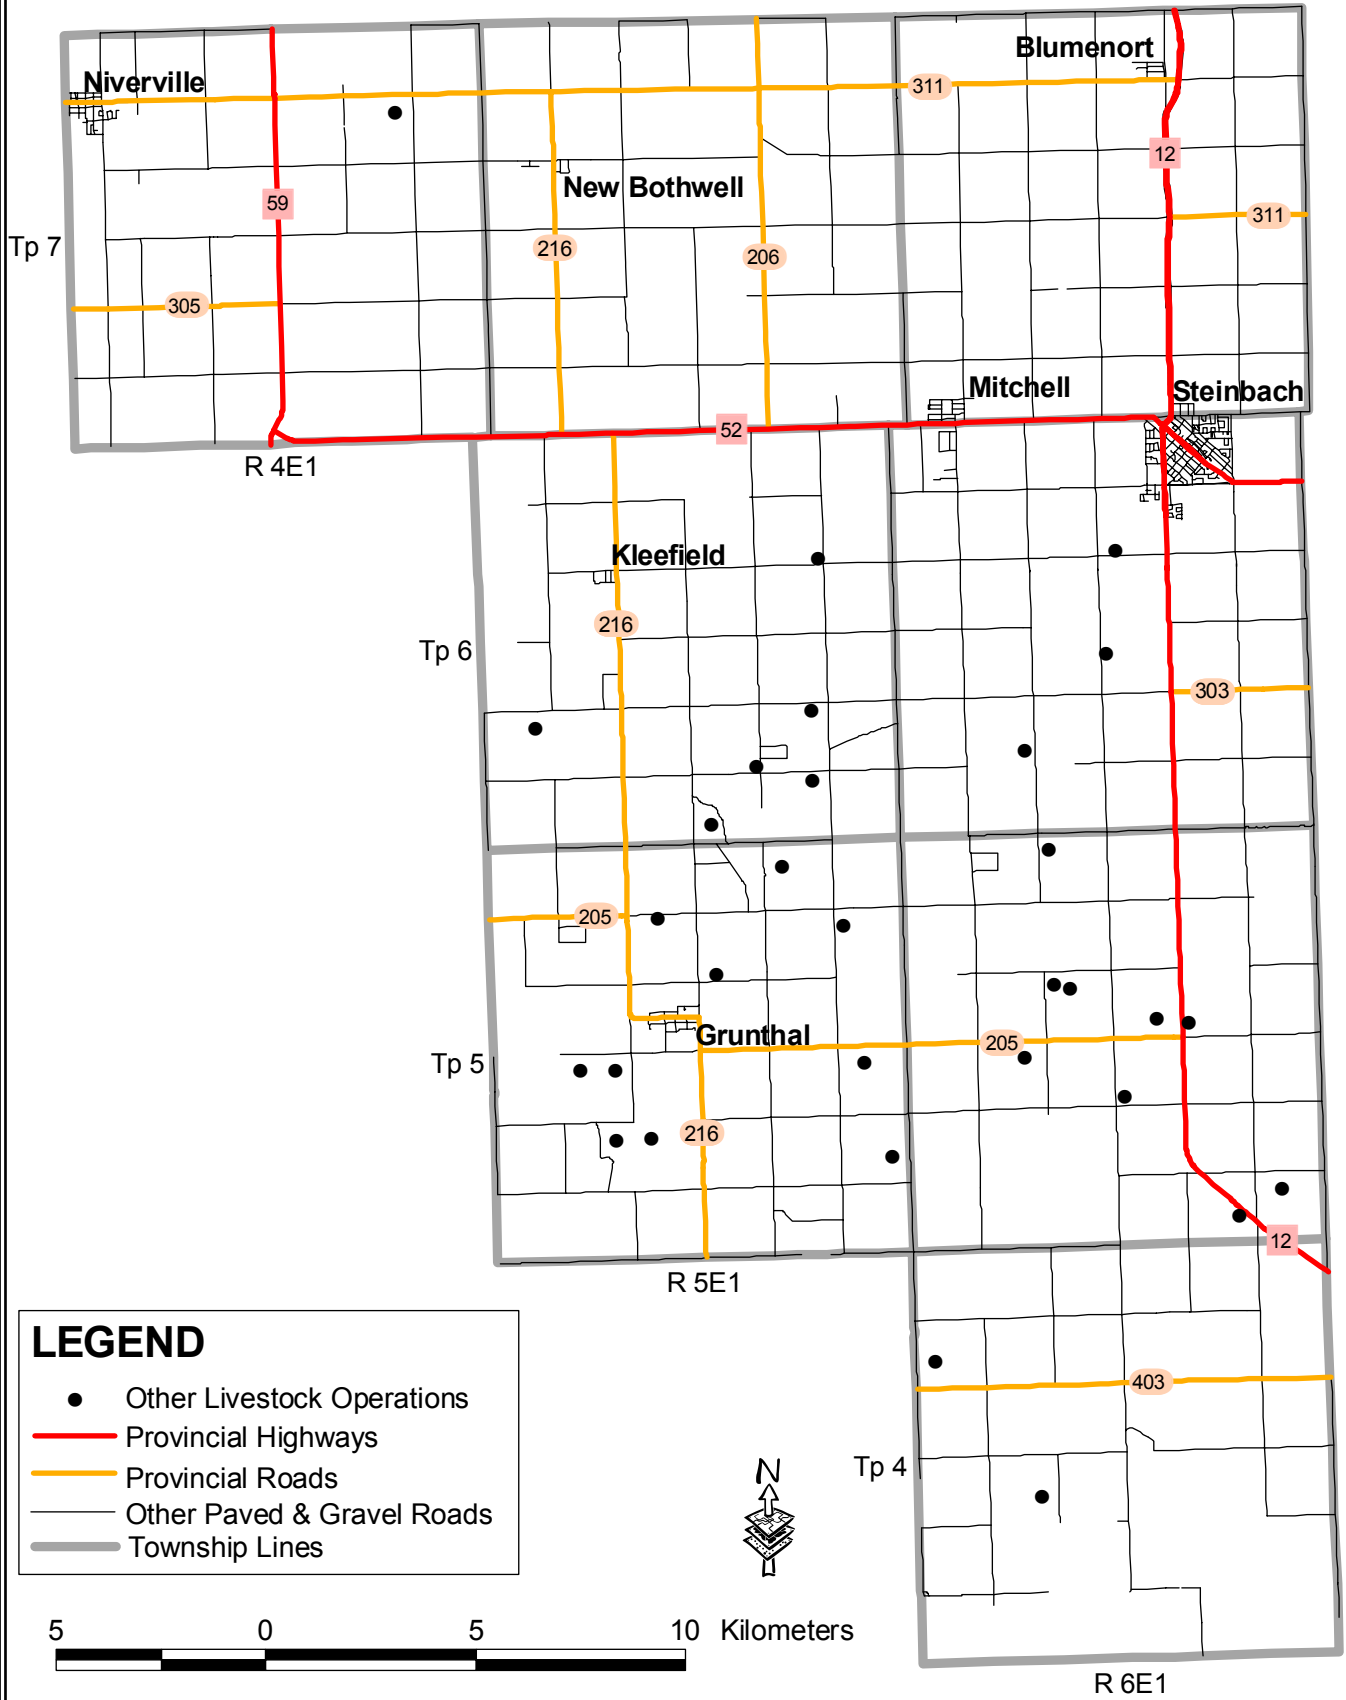 Blumenort
Niverville
311
12
New Bothwell
59
311
Tp 7
216
206
305
Mitchell
Steinbach
52
R 4E1
Kleefield
216
Tp 6
303
205
Grunthal
205
Tp 5
216
12
R 5E1
LEGEND
Other Livestock Operations
Provincial Highways
Provincial Roads
Other Paved & Gravel Roads
Township Lines
403
N
Tp 4
5 0 5 10 Kilometers
R 6E1